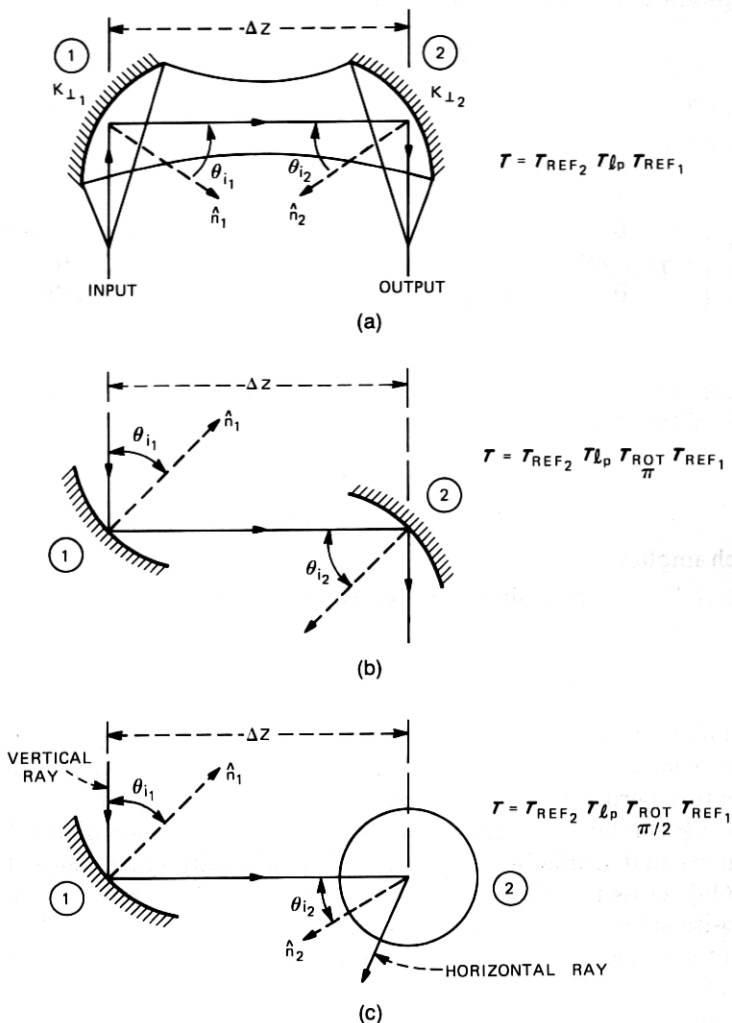 ΔZ
1
2
K⊥1
K⊥2
θi1
θi2
n̂1
n̂2
T = TREF2 Tℓp TREF1
INPUT
OUTPUT
(a)
ΔZ
θi1
n̂1
T = TREF2 Tℓp TROT π TREF1
2
1
θi2
(b)
ΔZ
VERTICAL
RAY
θi1
n̂1
T = TREF2 Tℓp TROT π/2 TREF1
1
θi2
2
n̂2
HORIZONTAL RAY
(c)